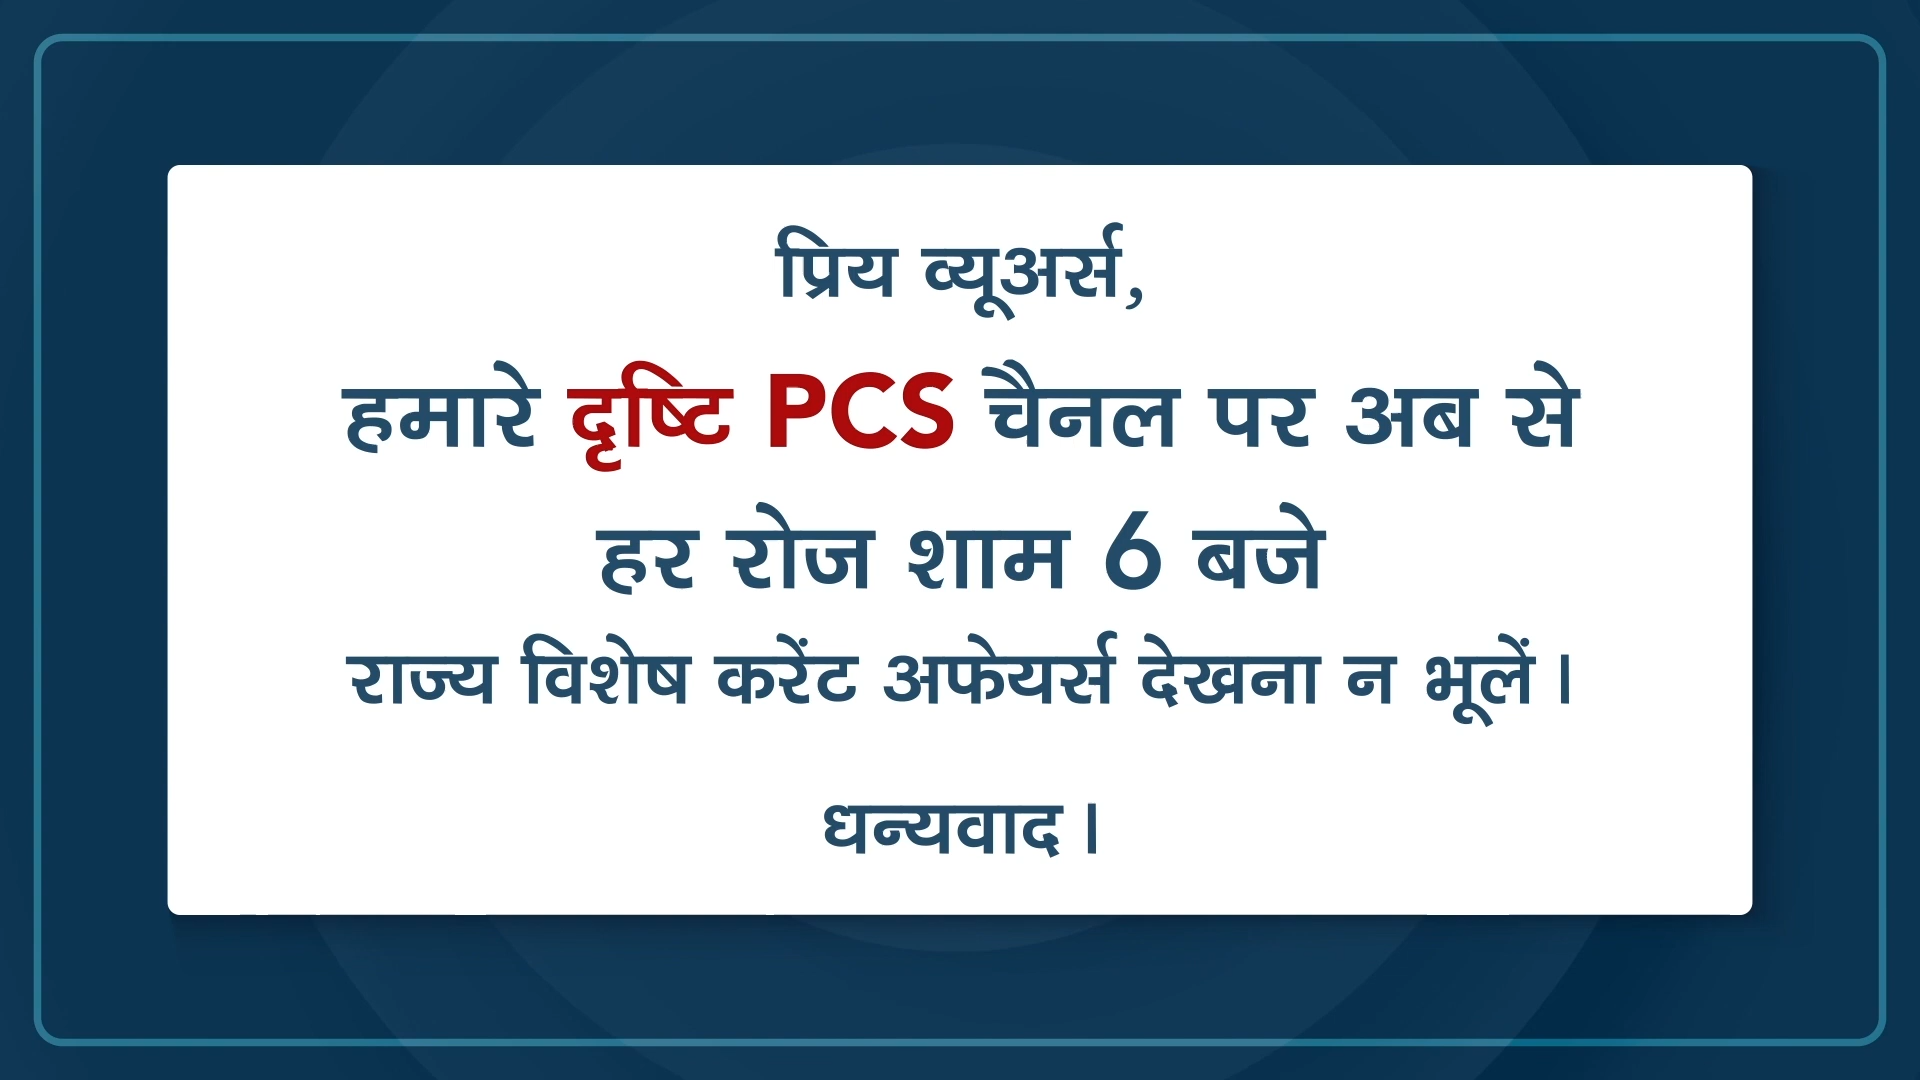 प्रिय व्यूअर्स,
हमारे दृष्टि PCS चैनल पर अब से
हर रोज शाम 6 बजे
राज्य विशेष करेंट अफेयर्स देखना न भूलें।
धन्यवाद।